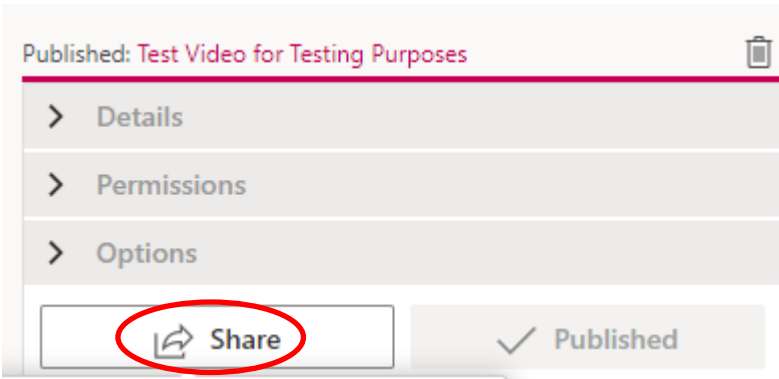 Published: Test Video for Testing Purposes
Details
Permissions
Options
Share
Published